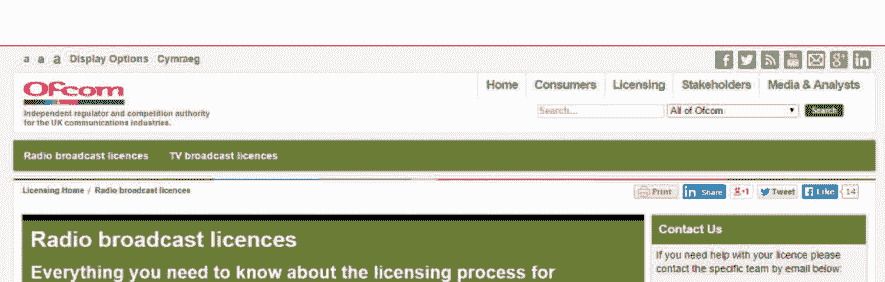 a a a Display Options Cymraeg
Ofcom
Independent regulator and competition authority
for the UK communications industries.
Home Consumers Licensing Stakeholders Media & Analysts
Search... All of Ofcom Search
Radio broadcast licences TV broadcast licences
Licensing Home / Radio broadcast licences
Print in Share g+1 Tweet Like 14
Radio broadcast licences
Everything you need to know about the licensing process for
Contact Us
If you need help with your licence please
contact the specific team by email below: